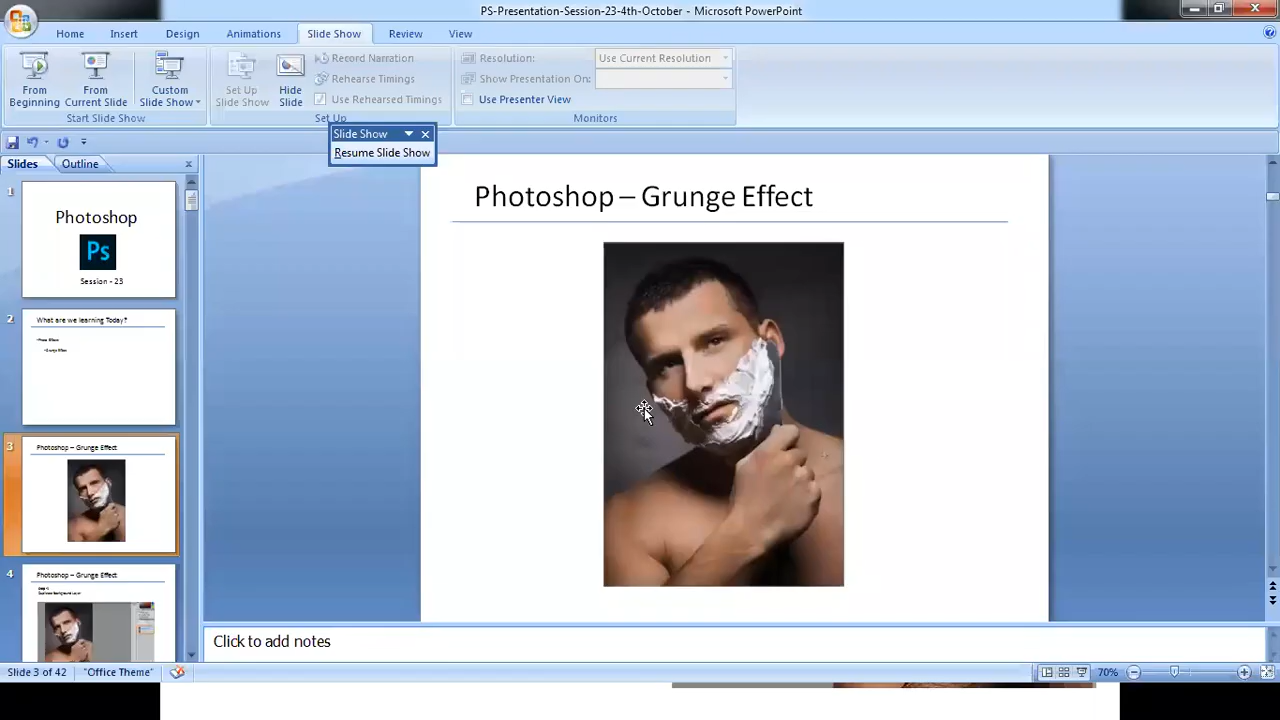 PS-Presentation-Session-23-4th-October - Microsoft PowerPoint
Home Insert Design Animations Slide Show Review View
From Beginning
From Current Slide
Custom Slide Show
Start Slide Show
Set Up Slide Show
Hide Slide
Record Narration
Rehearse Timings
Use Rehearsed Timings
Set Up
Resolution: Use Current Resolution
Show Presentation On:
Use Presenter View
Monitors
Slide Show
Resume Slide Show
Slides Outline
1
Photoshop
Ps
Session - 23
2
What are we learning Today?
3
Photoshop – Grunge Effect
4
Photoshop – Grunge Effect
Photoshop – Grunge Effect
Click to add notes
Slide 3 of 42 "Office Theme" 70%